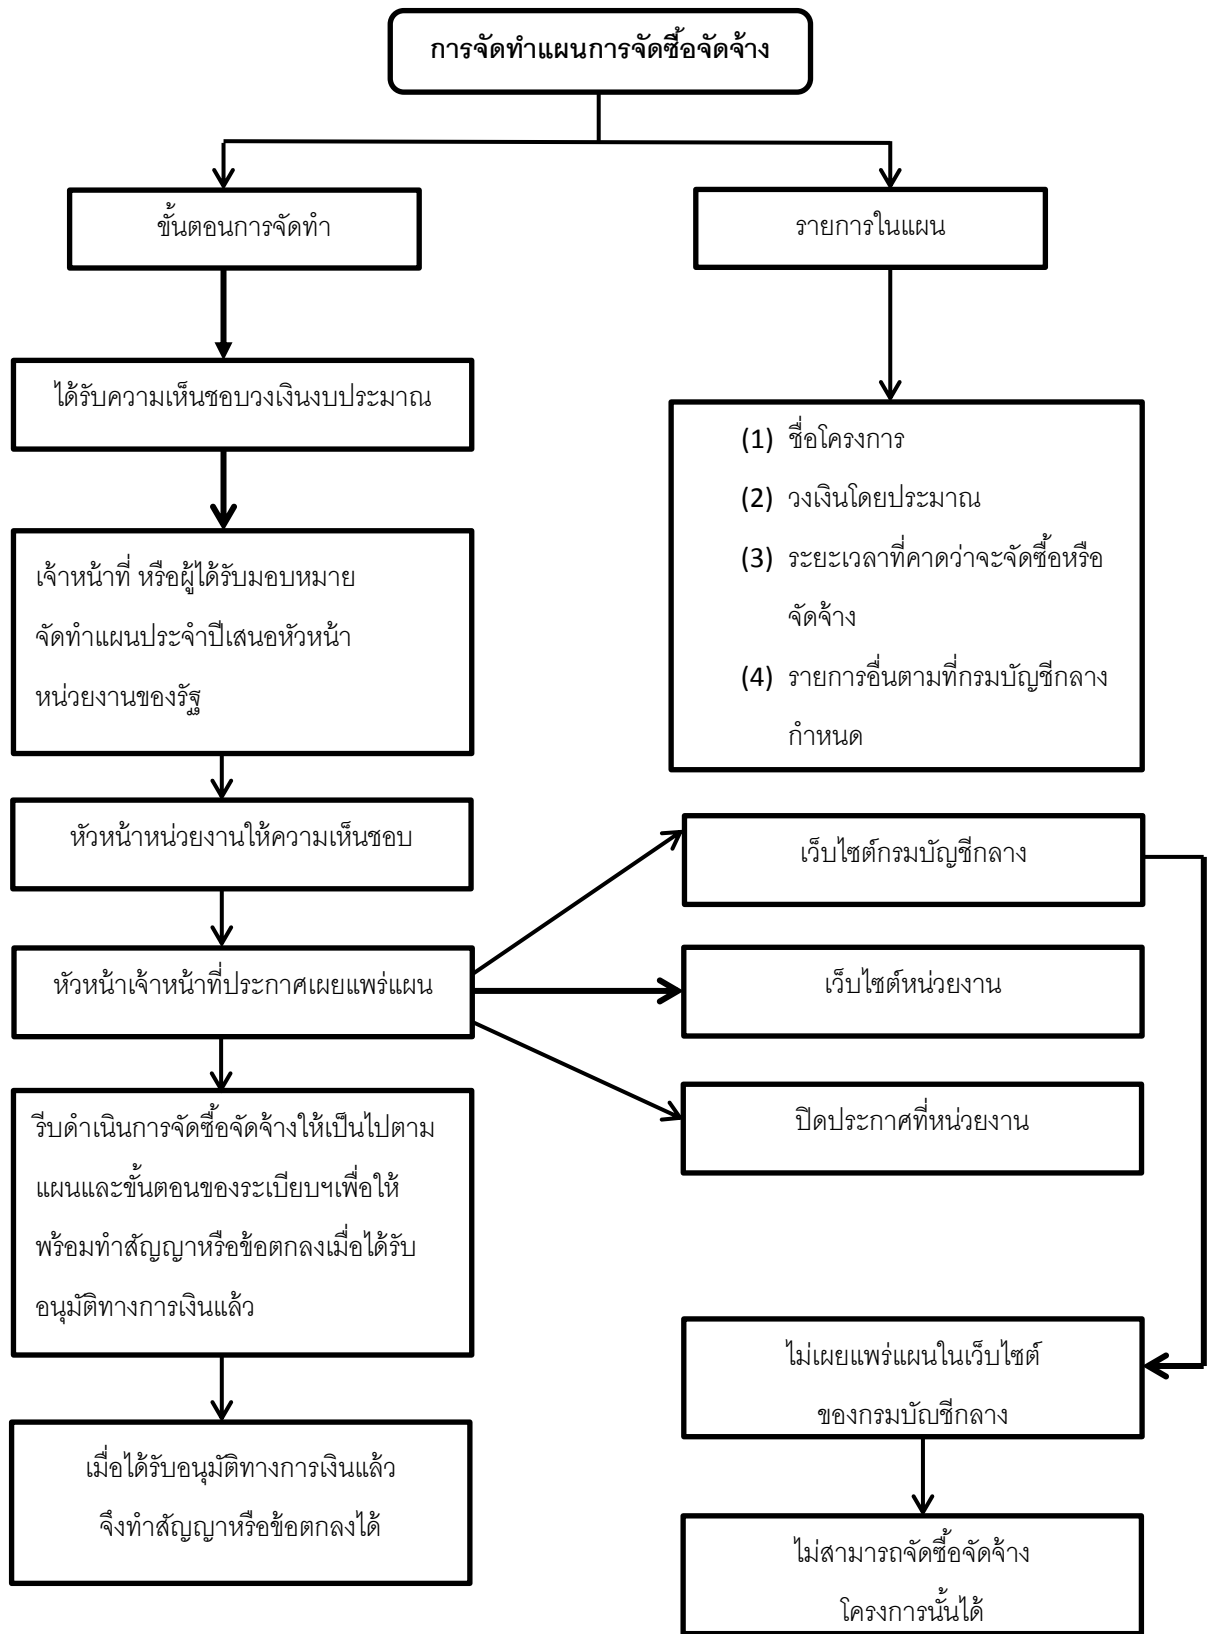 การจัดทำแผนการจัดซื้อจัดจ้าง
ขั้นตอนการจัดทำ
รายการในแผน
ได้รับความเห็นชอบวงเงินงบประมาณ
(1) ชื่อโครงการ
(2) วงเงินโดยประมาณ
(3) ระยะเวลาที่คาดว่าจะจัดซื้อหรือ
จัดจ้าง
(4) รายการอื่นตามที่กรมบัญชีกลาง
กำหนด
เจ้าหน้าที่ หรือผู้ได้รับมอบหมาย
จัดทำแผนประจำปีเสนอหัวหน้า
หน่วยงานของรัฐ
หัวหน้าหน่วยงานให้ความเห็นชอบ
หัวหน้าเจ้าหน้าที่ประกาศเผยแพร่แผน
เว็บไซต์กรมบัญชีกลาง
เว็บไซต์หน่วยงาน
ปิดประกาศที่หน่วยงาน
รีบดำเนินการจัดซื้อจัดจ้างให้เป็นไปตาม
แผนและขั้นตอนของระเบียบฯเพื่อให้
พร้อมทำสัญญาหรือข้อตกลงเมื่อได้รับ
อนุมัติทางการเงินแล้ว
เมื่อได้รับอนุมัติทางการเงินแล้ว
จึงทำสัญญาหรือข้อตกลงได้
ไม่เผยแพร่แผนในเว็บไซต์
ของกรมบัญชีกลาง
ไม่สามารถจัดซื้อจัดจ้าง
โครงการนั้นได้